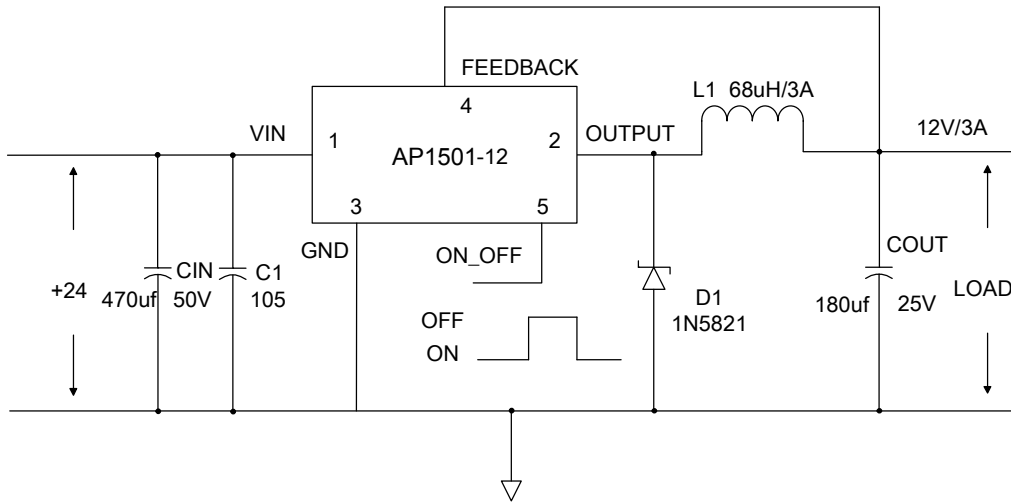 FEEDBACK
4
L1 68uH/3A
VIN
1
AP1501-12
2
OUTPUT
12V/3A
3
5
GND
ON_OFF
COUT
+24
CIN
470uf 50V
C1
105
D1
1N5821
180uf 25V
LOAD
OFF
ON